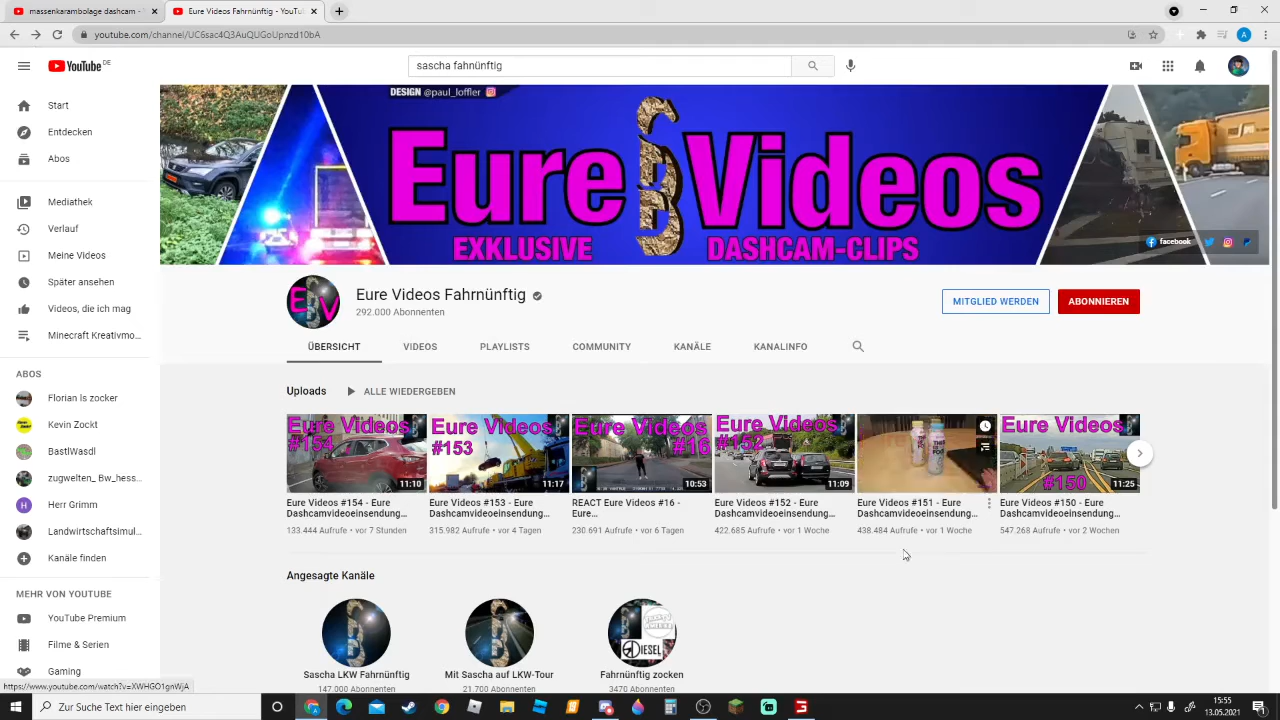 massenkarambolage dashcam - Yo
Eure Videos Fahrnünftig - YouTu
youtube.com/channel/UC6sac4Q3AuQUGoUpnzd10bA
A
YouTube DE
sascha fahnünftig
Start
Entdecken
Abos
Mediathek
Verlauf
Meine Videos
Später ansehen
Videos, die ich mag
Minecraft Kreativmo...
ABOS
Florian ls zocker
Kevin Zockt
BastlWasdl
zugwelten_ Bw_hess...
H
Herr Grimm
Landwirtschaftsimul...
Kanäle finden
MEHR VON YOUTUBE
YouTube Premium
Filme & Serien
Gaming
https://www.youtube.com/watch?v=XWHGO1gnWjA
DESIGN @paul_loffler
Eure Videos
EXKLUSIVE DASHCAM-CLIPS
facebook
EV
Eure Videos Fahrnünftig
292.000 Abonnenten
MITGLIED WERDEN
ABONNIEREN
ÜBERSICHT
VIDEOS
PLAYLISTS
COMMUNITY
KANÄLE
KANALINFO
Uploads
ALLE WIEDERGEBEN
Eure Videos
#154
11:10
Eure Videos #154 - Eure
Dashcamvideoeinsendung...
133.444 Aufrufe • vor 7 Stunden
Eure Videos
#153
11:17
Eure Videos #153 - Eure
Dashcamvideoeinsendung...
315.982 Aufrufe • vor 4 Tagen
Eure Videos
#16
10:53
REACT Eure Videos #16 -
Eure...
230.691 Aufrufe • vor 6 Tagen
Eure Videos
#152
11:09
Eure Videos #152 - Eure
Dashcamvideoeinsendung...
422.685 Aufrufe • vor 1 Woche
Eure Videos #151 - Eure
Dashcamvideoeinsendung...
438.484 Aufrufe • vor 1 Woche
Eure Videos
#150
11:25
Eure Videos #150 - Eure
Dashcamvideoeinsendung...
547.268 Aufrufe • vor 2 Wochen
Angesagte Kanäle
Sascha LKW Fahrnünftig
147.000 Abonnenten
Mit Sascha auf LKW-Tour
21.700 Abonnenten
DIESEL
Fahrnünftig zocken
3470 Abonnenten
Zur Suche Text hier eingeben
15:55
13.05.2021